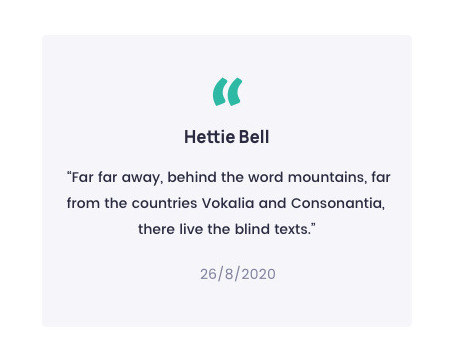 “
Hettie Bell
“Far far away, behind the word mountains, far
from the countries Vokalia and Consonantia,
there live the blind texts.”
26/8/2020